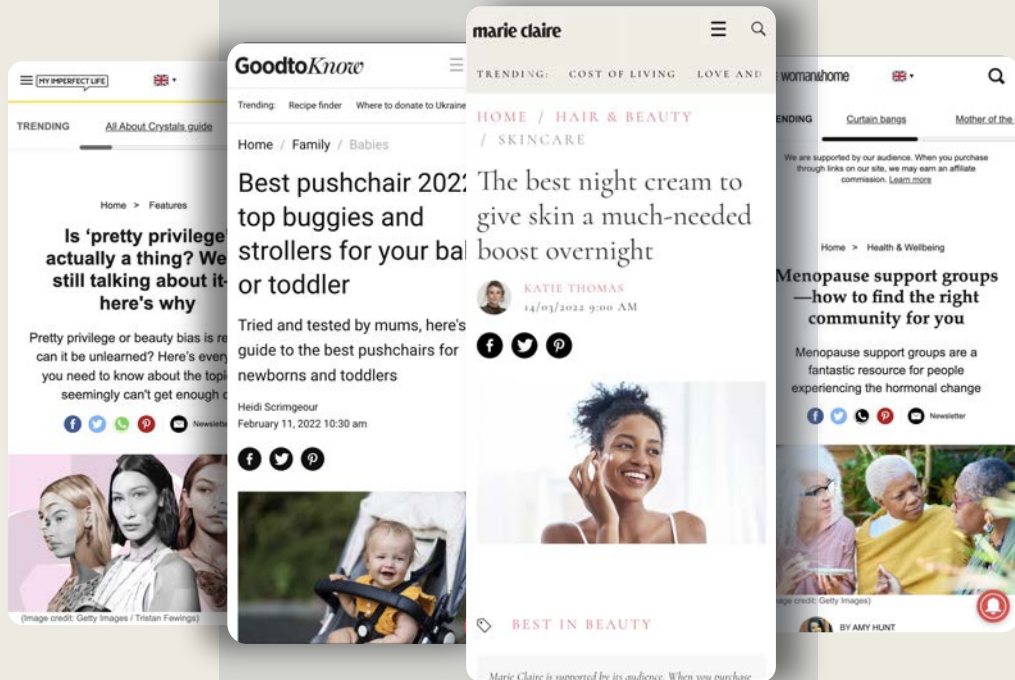 MY IMPERFECT LIFE
TRENDING All About Crystals guide
Home > Features
Is ‘pretty privilege’
actually a thing? We
still talking about it-
here's why
Pretty privilege or beauty bias is
can it be unlearned? Here’s
you need to know about the
seemingly can't get enough
(Image credit: Getty Images / Tristan Fewings)
GoodtoKnow
Trending: Recipe finder Where to donate to Ukraine
Home / Family / Babies
Best pushchair 2022
top buggies and
strollers for your
or toddler
Tried and tested by mums, here's
guide to the best pushchairs for
newborns and toddlers
Heidi Scrimgeour
February 11, 2022 10:30 am
marie claire
TRENDING: COST OF LIVING LOVE AND
HOME / HAIR & BEAUTY
/ SKINCARE
The best night cream to
give skin a much-needed
boost overnight
KATIE THOMAS
14/03/2022 9:00 AM
BEST IN BEAUTY
Marie Claire is supported by its audience. When you purchase
woman&home
Curtain bangs Mother of the
We are supported by our audience. When you purchase
through links on our site, we may earn an affiliate
commission. Learn more
Home > Health & Wellbeing
Menopause support groups
—how to find the right
community for you
Menopause support groups are a
fantastic resource for people
experiencing the hormonal change
Newsletter
credit: Getty Images)
BY AMY HUNT